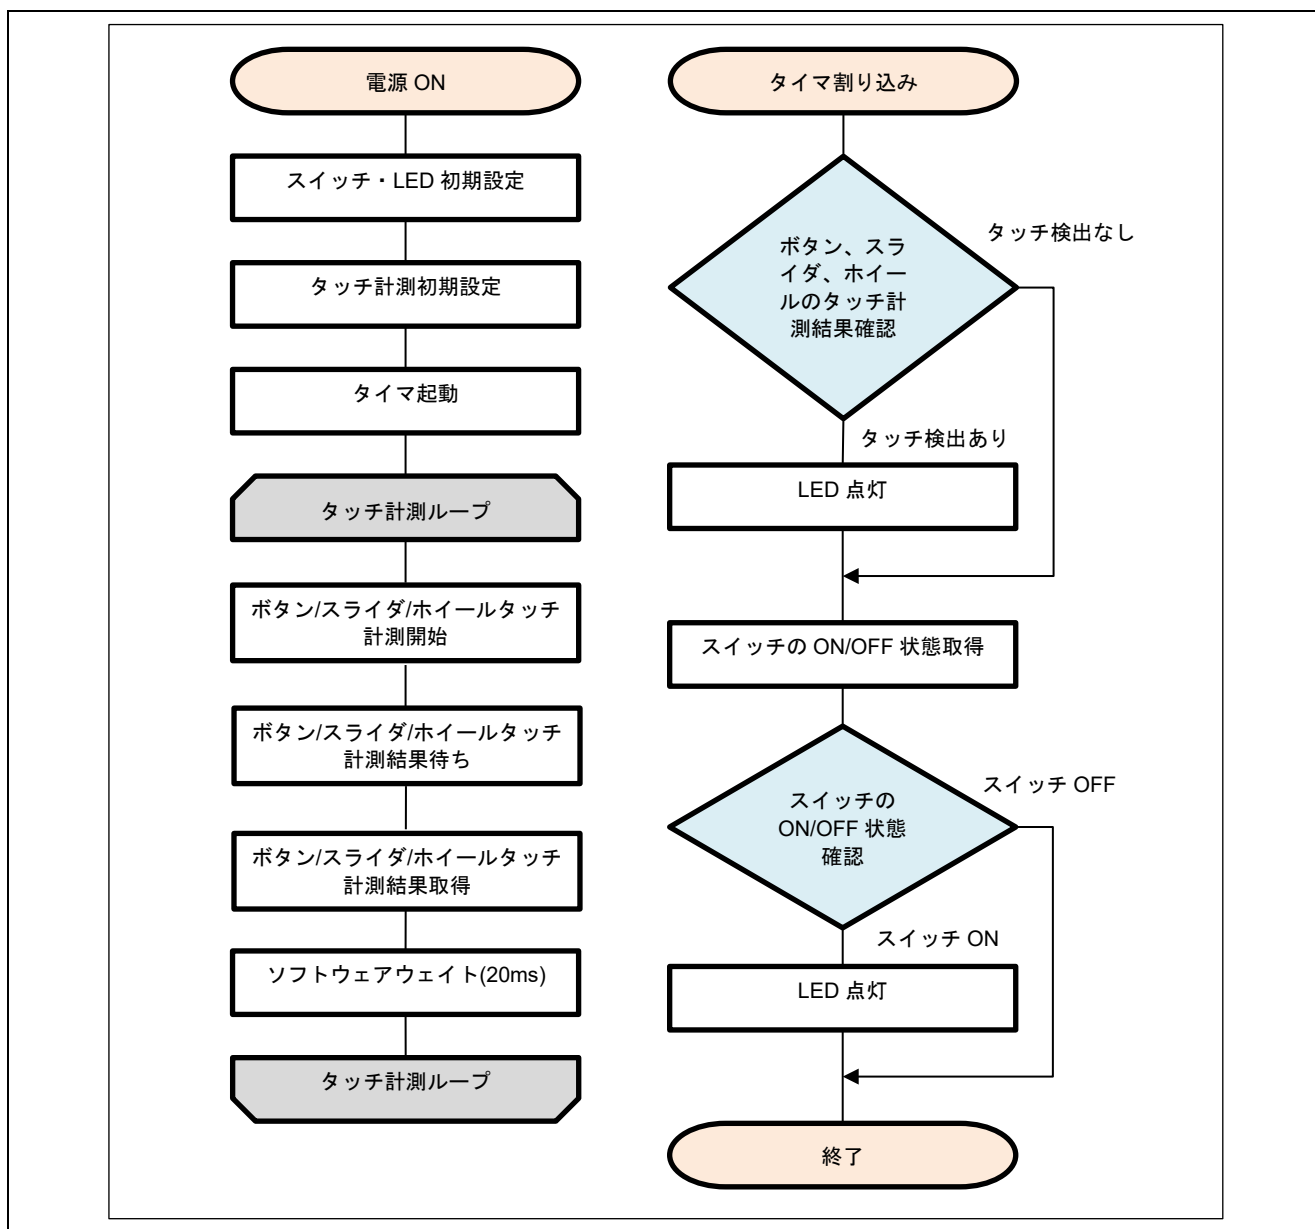 電源 ON
スイッチ・LED 初期設定
タッチ計測初期設定
タイマ起動
タッチ計測ループ
ボタン/スライダ/ホイールタッチ
計測開始
ボタン/スライダ/ホイールタッチ
計測結果待ち
ボタン/スライダ/ホイールタッチ
計測結果取得
ソフトウェアウェイト(20ms)
タッチ計測ループ
タイマ割り込み
ボタン、スラ
イダ、ホイー
ルのタッチ計
測結果確認
タッチ検出なし
タッチ検出あり
LED 点灯
スイッチの ON/OFF 状態取得
スイッチの
ON/OFF 状態
確認
スイッチ OFF
スイッチ ON
LED 点灯
終了